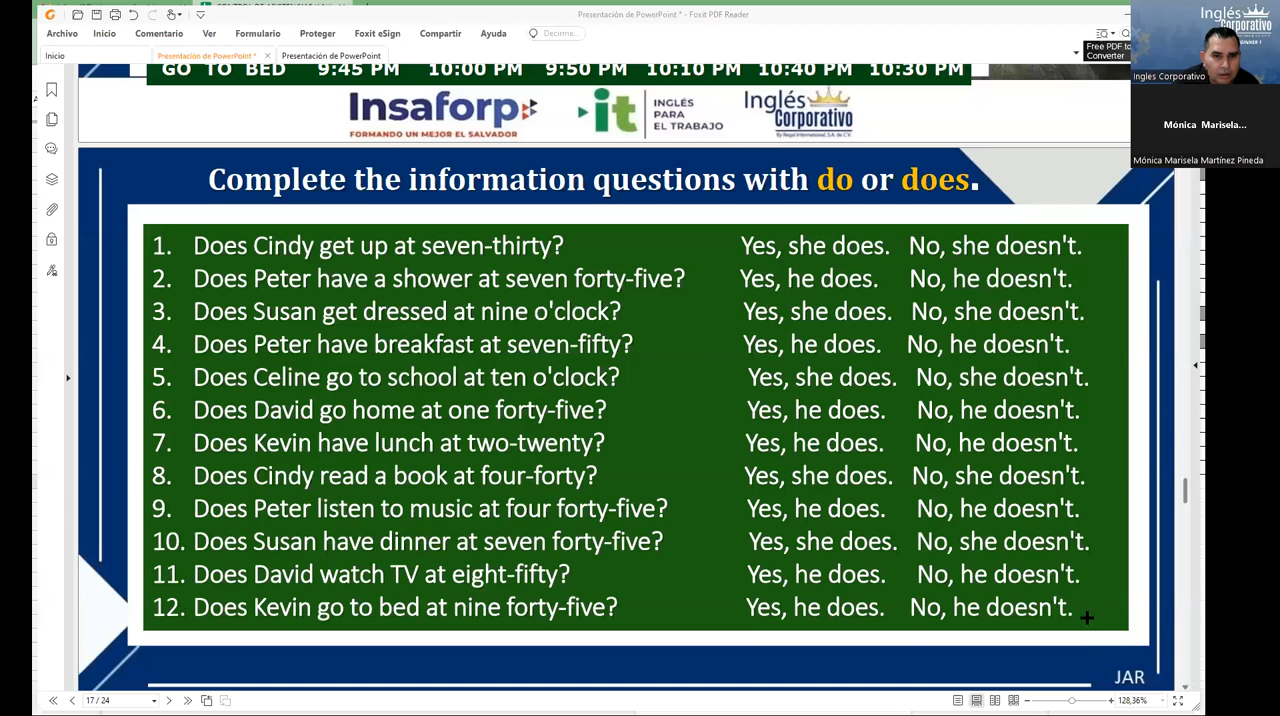 Presentación de PowerPoint * - Foxit PDF Reader
Archivo Inicio Comentario Ver Formulario Proteger Foxit eSign Compartir Ayuda Decirme...
Inicio Presentación de PowerPoint * Presentación de PowerPoint
Free PDF to
Converter
Inglés
Corporativo
Ingles Corporativo
Mónica Marisela...
Mónica Marisela Martínez Pineda
GO TO BED 9:45 PM 10:00 PM 9:50 PM 10:10 PM 10:40 PM 10:30 PM
Insaforp
FORMANDO UN MEJOR EL SALVADOR
it
INGLÉS
PARA
EL TRABAJO
Inglés
Corporativo
By Regal International, S.A. de C.V.
Complete the information questions with do or does.
1. Does Cindy get up at seven-thirty? Yes, she does. No, she doesn't.
2. Does Peter have a shower at seven forty-five? Yes, he does. No, he doesn't.
3. Does Susan get dressed at nine o'clock? Yes, she does. No, she doesn't.
4. Does Peter have breakfast at seven-fifty? Yes, he does. No, he doesn't.
5. Does Celine go to school at ten o'clock? Yes, she does. No, she doesn't.
6. Does David go home at one forty-five? Yes, he does. No, he doesn't.
7. Does Kevin have lunch at two-twenty? Yes, he does. No, he doesn't.
8. Does Cindy read a book at four-forty? Yes, she does. No, she doesn't.
9. Does Peter listen to music at four forty-five? Yes, he does. No, he doesn't.
10. Does Susan have dinner at seven forty-five? Yes, she does. No, she doesn't.
11. Does David watch TV at eight-fifty? Yes, he does. No, he doesn't.
12. Does Kevin go to bed at nine forty-five? Yes, he does. No, he doesn't.
JAR
17 / 24
128,36%